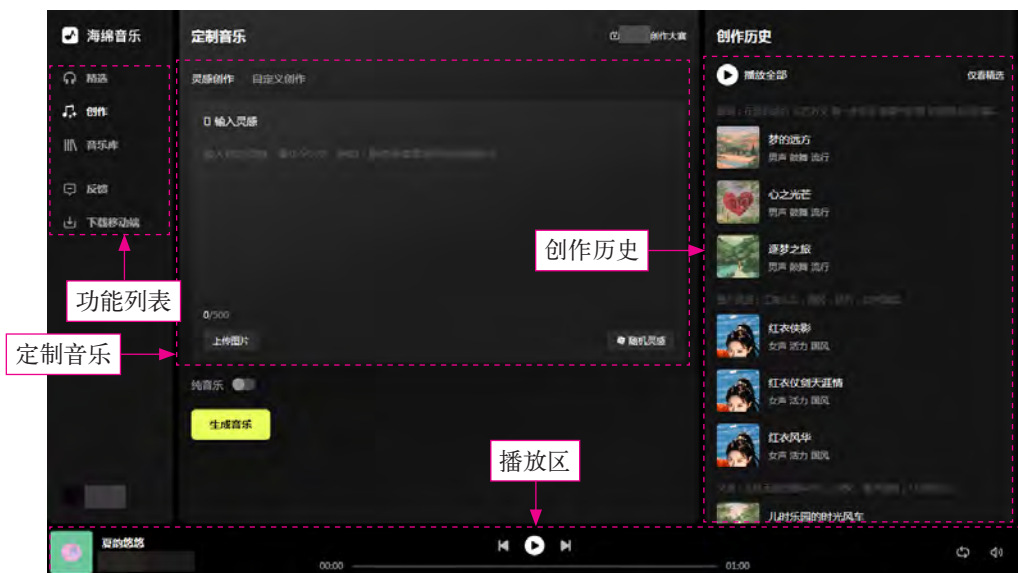 海绵音乐
精选
创作
音乐库
反馈
下载移动端
功能列表
定制音乐
定制音乐
创作大赛
灵感创作 自定义创作
输入灵感
0/500
上传图片
随机灵感
纯音乐
生成音乐
创作历史
创作历史
播放全部
仅看精选
梦的远方
男声 鼓舞 流行
心之光芒
男声 鼓舞 流行
逐梦之旅
男声 鼓舞 流行
红衣侠影
女声 活力 国风
红衣仗剑天涯情
女声 活力 国风
红衣风华
女声 活力 国风
儿时乐园的时光风车
播放区
夏韵悠悠
00:00
01:00